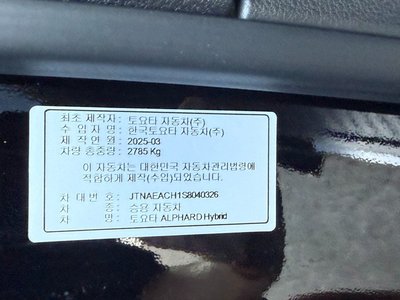 최초 제작자 : 토요타 자동차(주)
수 입 자 명 : 한국토요타 자동차(주)
제 작 연 월 : 2025-03
차량 총중량 : 2785 Kg
이 자동차는 대한민국 자동차관리법령에
적합하게 제작(수입)되었습니다.
차 대 번 호 : JTNAEACH1S8040326
차 종 : 승용 자동차
차 명 : 토요타 ALPHARD Hybrid